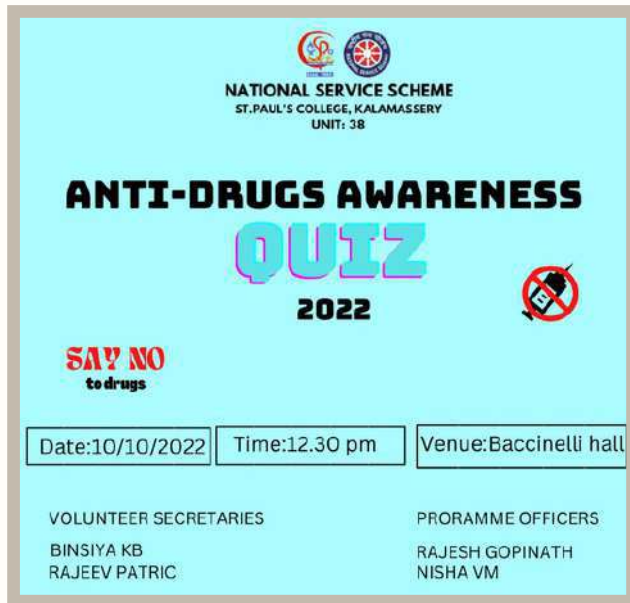 NATIONAL SERVICE SCHEME
ST.PAUL'S COLLEGE, KALAMASSERY
UNIT: 38
ANTI-DRUGS AWARENESS
QUIZ
2022
SAY NO
to drugs
Date:10/10/2022
Time:12.30 pm
Venue:Baccinelli hall
VOLUNTEER SECRETARIES
BINSIYA KB
RAJEEV PATRIC
PRORAMME OFFICERS
RAJESH GOPINATH
NISHA VM